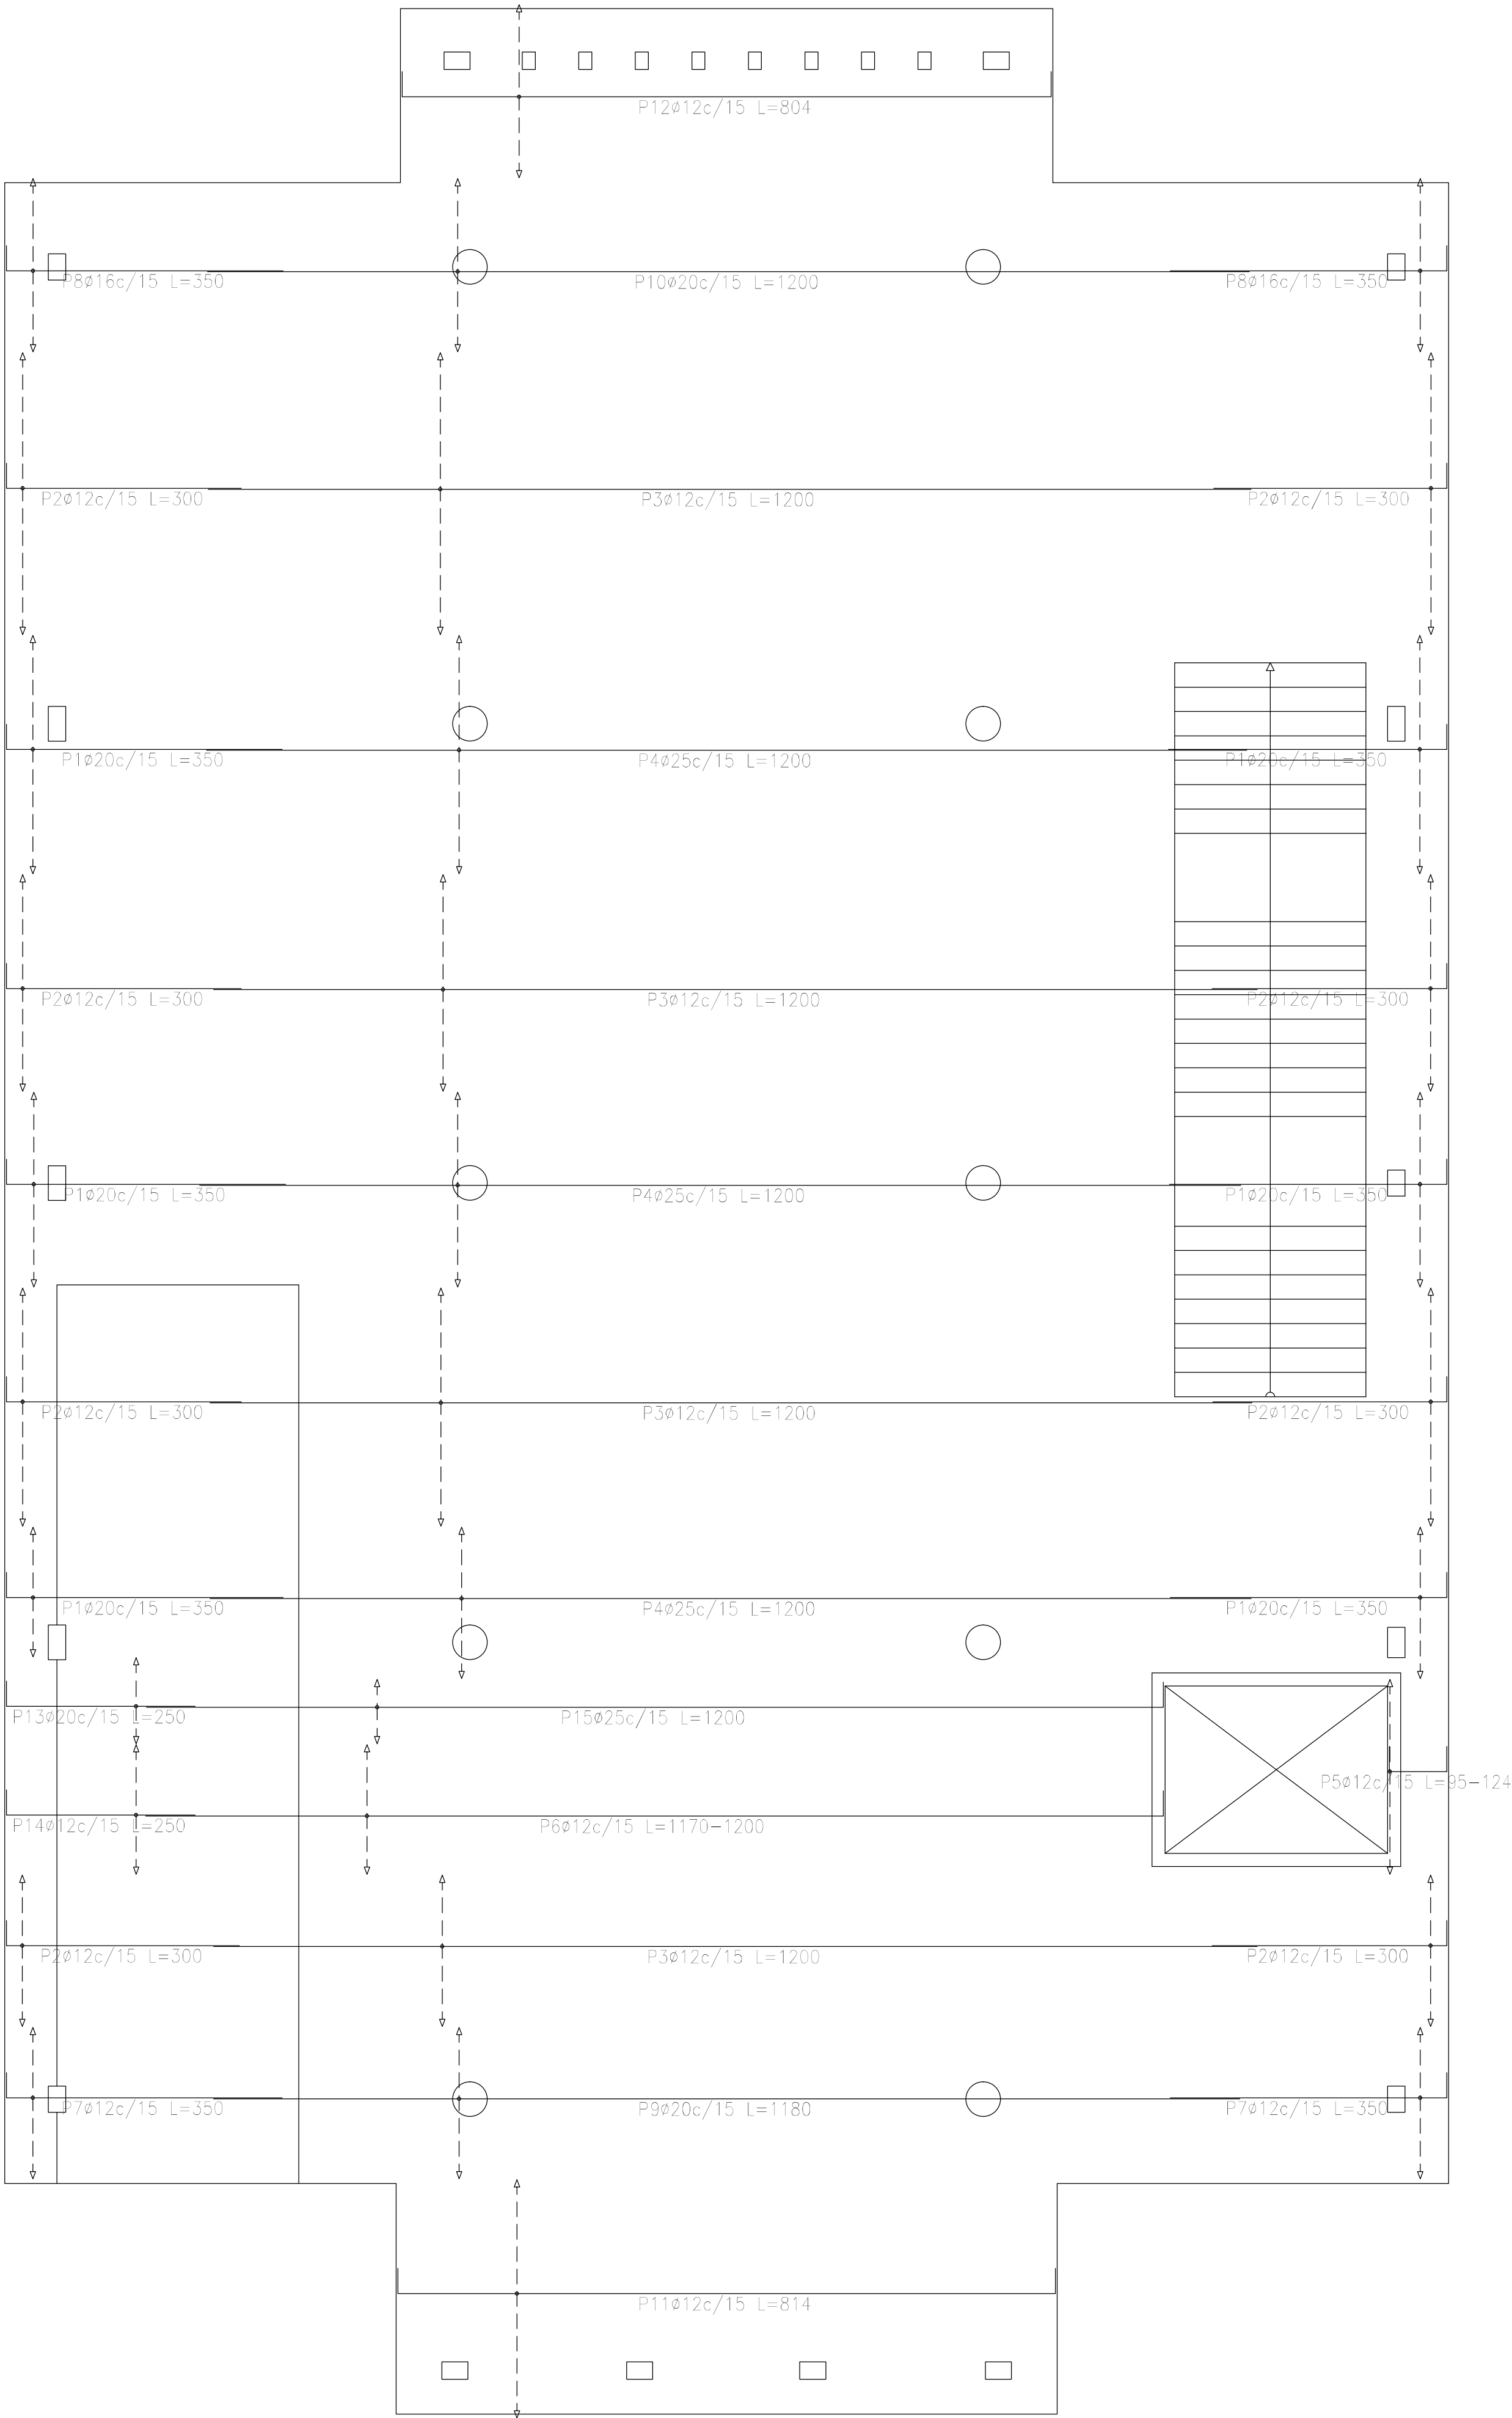 P12ø12c/15 L=804
P8ø16c/15 L=350
P10ø20c/15 L=1200
P8ø16c/15 L=350
P2ø12c/15 L=300
P3ø12c/15 L=1200
P2ø12c/15 L=300
P1ø20c/15 L=350
P4ø25c/15 L=1200
P1ø20c/15 L=350
P2ø12c/15 L=300
P3ø12c/15 L=1200
P2ø12c/15 L=300
P1ø20c/15 L=350
P4ø25c/15 L=1200
P1ø20c/15 L=350
P2ø12c/15 L=300
P3ø12c/15 L=1200
P2ø12c/15 L=300
P1ø20c/15 L=350
P4ø25c/15 L=1200
P1ø20c/15 L=350
P13ø20c/15 L=250
P15ø25c/15 L=1200
P5ø12c/15 L=95-124
P14ø12c/15 L=250
P6ø12c/15 L=1170-1200
P2ø12c/15 L=300
P3ø12c/15 L=1200
P2ø12c/15 L=300
P7ø12c/15 L=350
P9ø20c/15 L=1180
P7ø12c/15 L=350
P11ø12c/15 L=814